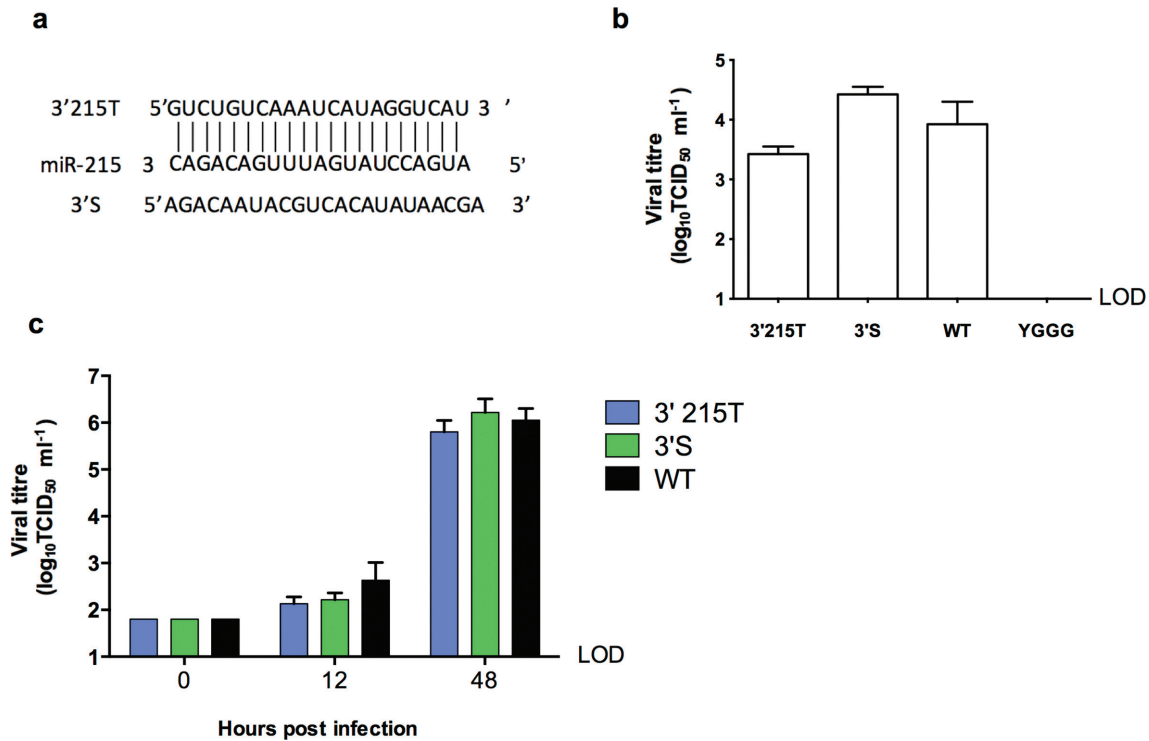 a
3'215T 5'GUCUGUCAAAUCAUAGGUCAU 3 '
miR-215 3 CAGACAGUUUAGUAUCCAGUA 5'
3'S 5'AGACAAUACGUCACAUAUAACGA 3'
b
Viral titre
(log₁₀TCID₅₀ ml⁻¹)
5
4
3
2
1
LOD
3'215T 3'S WT YGGG
c
Viral titre
(log₁₀TCID₅₀ ml⁻¹)
7
6
5
4
3
2
1
LOD
0 12 48
Hours post infection
3' 215T
3'S
WT